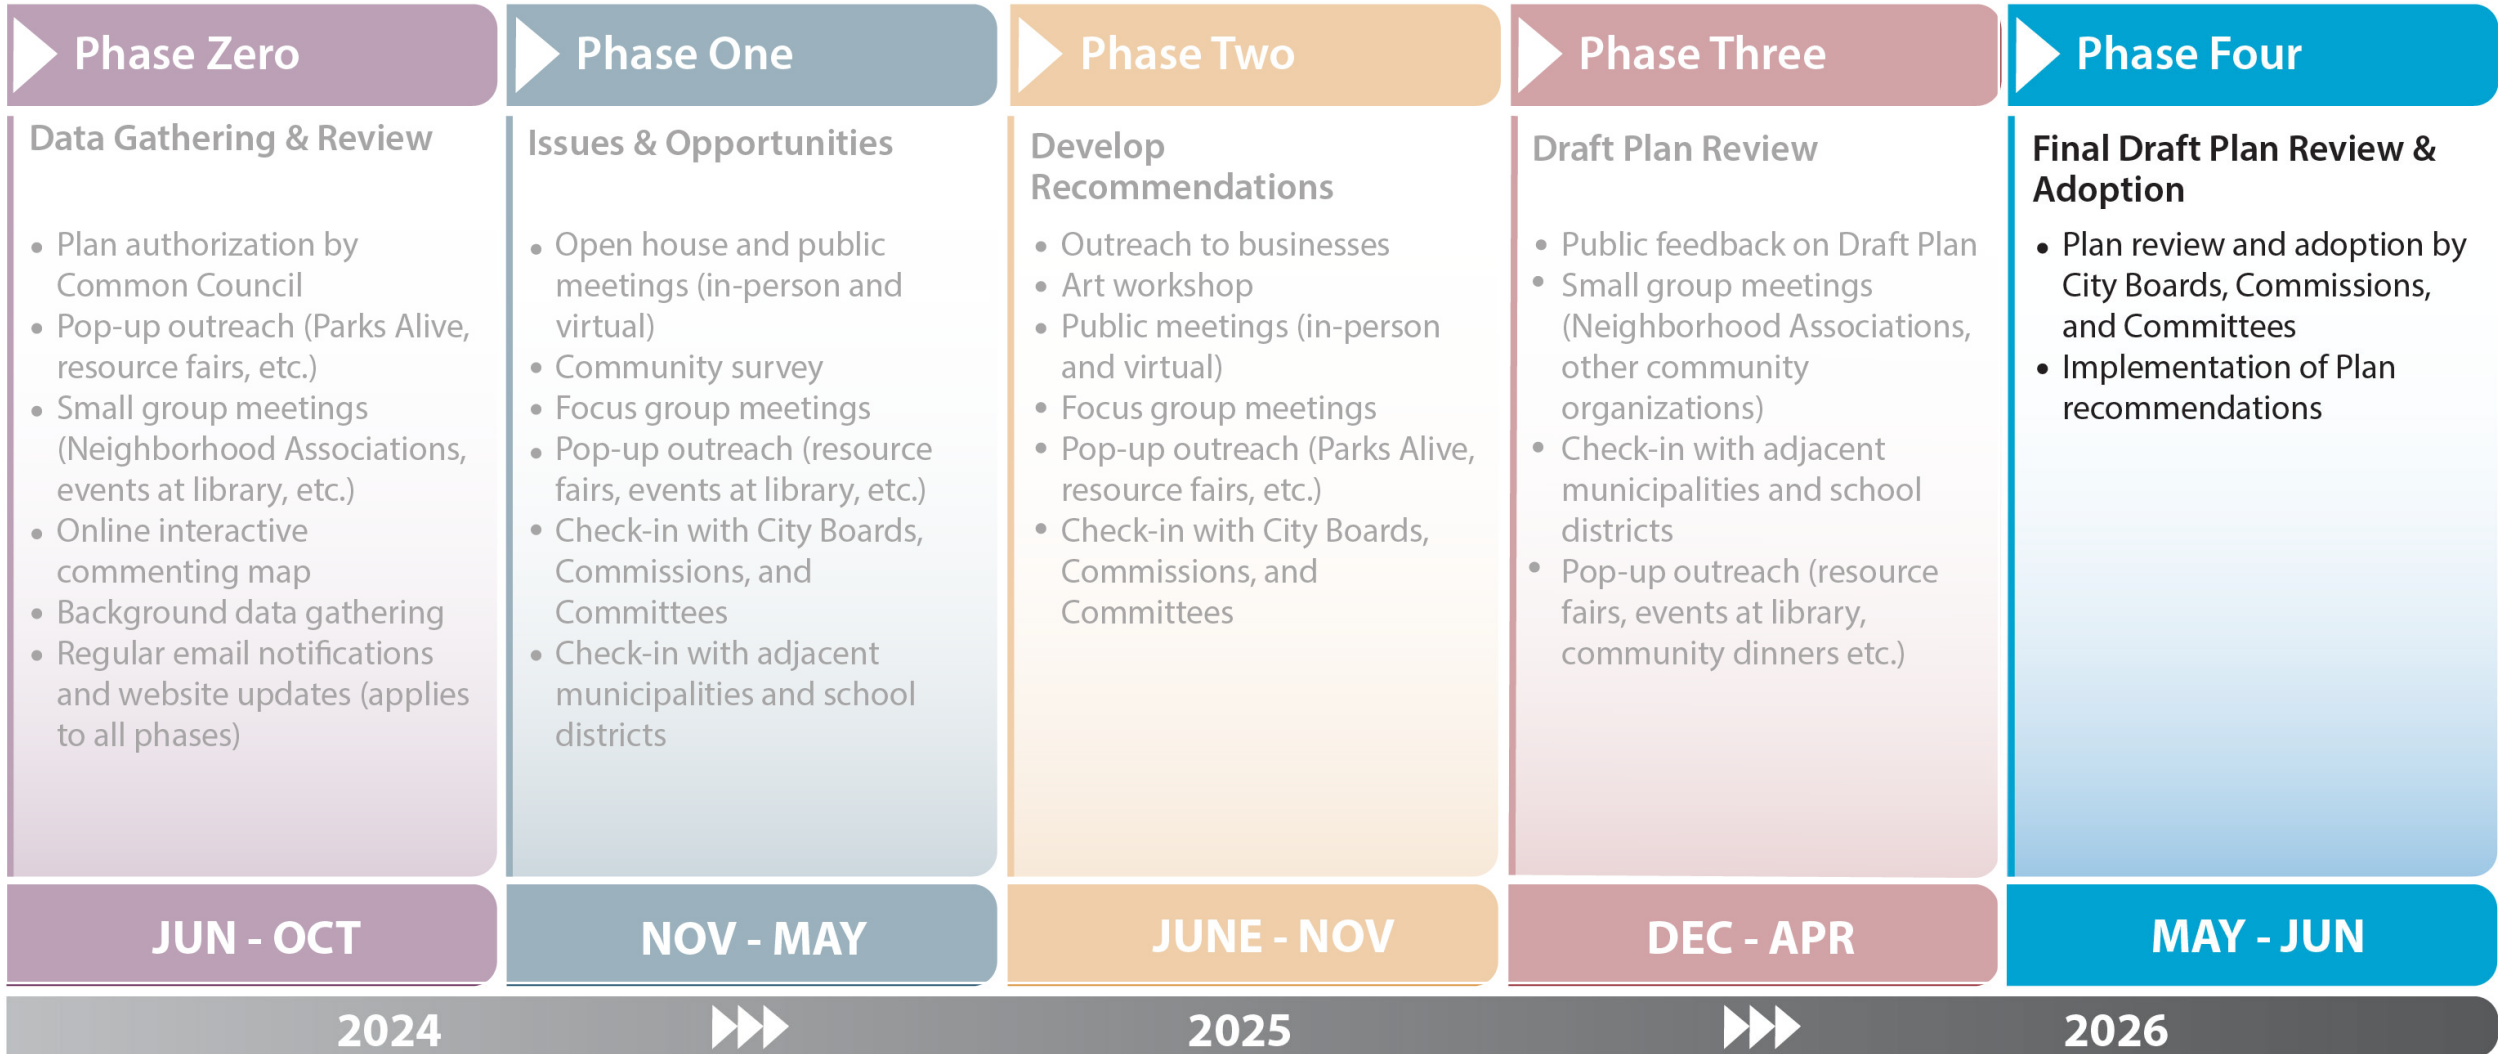 Phase Zero
Data Gathering & Review
Plan authorization by
Common Council
Pop-up outreach (Parks Alive,
resource fairs, etc.)
Small group meetings
(Neighborhood Associations,
events at library, etc.)
Online interactive
commenting map
Background data gathering
Regular email notifications
and website updates (applies
to all phases)
JUN - OCT
Phase One
Issues & Opportunities
Open house and public
meetings (in-person and
virtual)
Community survey
Focus group meetings
Pop-up outreach (resource
fairs, events at library, etc.)
Check-in with City Boards,
Commissions, and
Committees
Check-in with adjacent
municipalities and school
districts
NOV - MAY
Phase Two
Develop
Recommendations
Outreach to businesses
Art workshop
Public meetings (in-person
and virtual)
Focus group meetings
Pop-up outreach (Parks Alive,
resource fairs, etc.)
Check-in with City Boards,
Commissions, and
Committees
JUNE - NOV
Phase Three
Draft Plan Review
Public feedback on Draft Plan
Small group meetings
(Neighborhood Associations,
other community
organizations)
Check-in with adjacent
municipalities and school
districts
Pop-up outreach (resource
fairs, events at library,
community dinners etc.)
DEC - APR
Phase Four
Final Draft Plan Review &
Adoption
Plan review and adoption by
City Boards, Commissions,
and Committees
Implementation of Plan
recommendations
MAY - JUN
2024
2025
2026